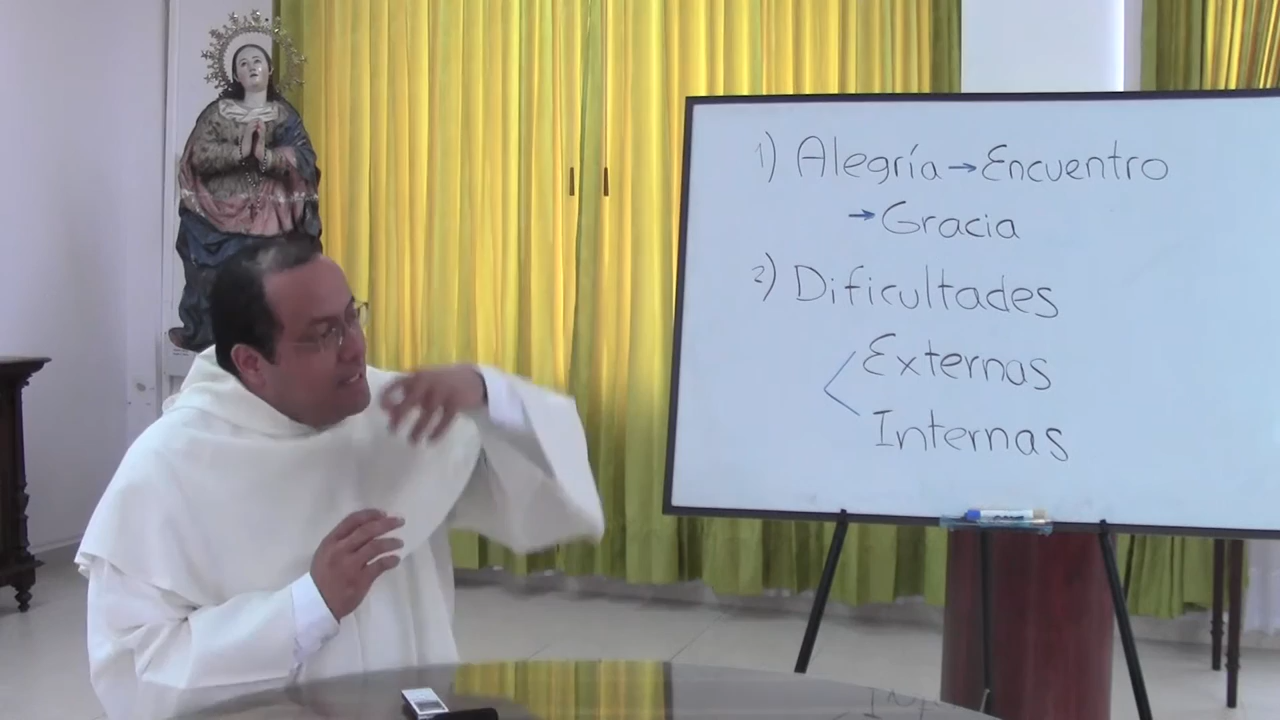 1) Alegría → Encuentro
→ Gracia
2) Dificultades
Externas
Internas